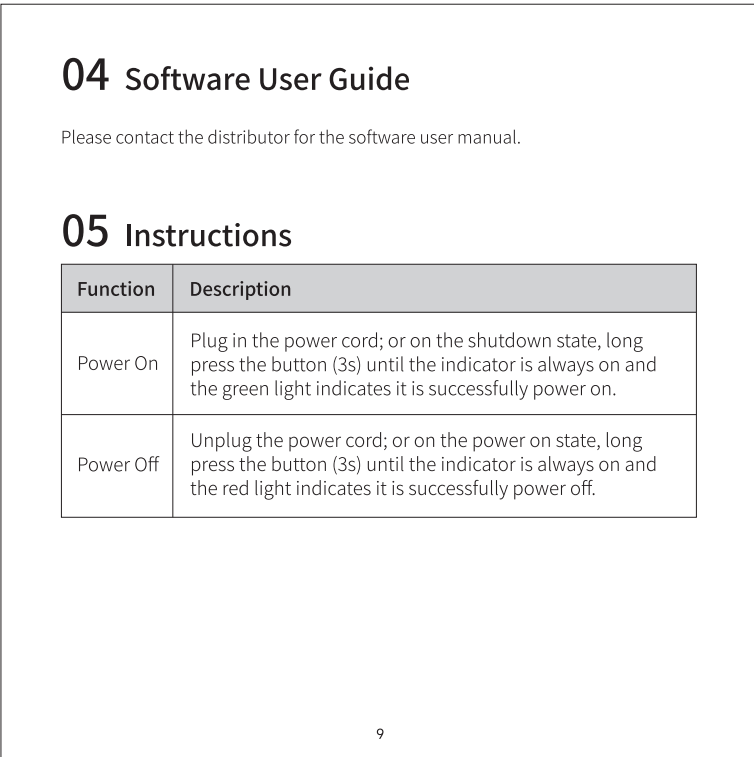 04 Software User Guide
Please contact the distributor for the software user manual.
05 Instructions
Function Description
Power On
Plug in the power cord; or on the shutdown state, long
press the button (3s) until the indicator is always on and
the green light indicates it is successfully power on.
Power Off
Unplug the power cord; or on the power on state, long
press the button (3s) until the indicator is always on and
the red light indicates it is successfully power off.
9